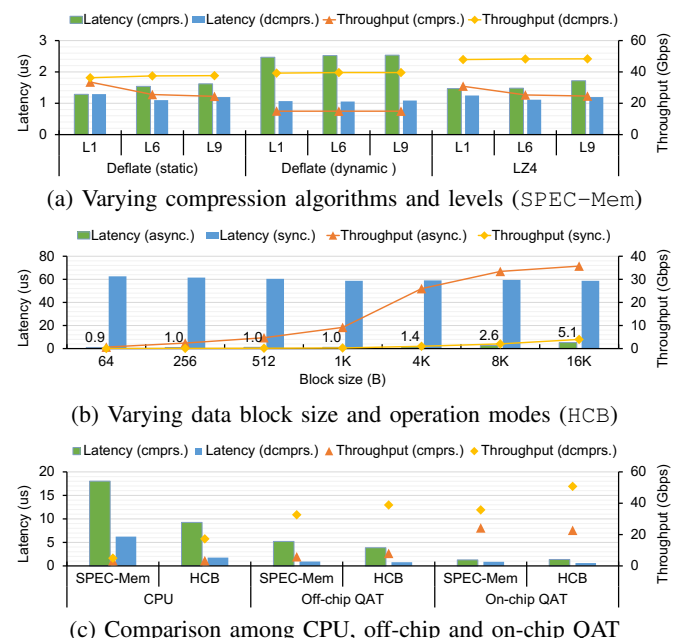 Latency (cmprs.) Latency (dcmprs.) Throughput (cmprs.) Throughput (dcmprs.)
Latency (us)
3
2
1
0
60
40
20
0
Throughput (Gbps)
L1 L6 L9 L1 L6 L9 L1 L6 L9
Deflate (static) Deflate (dynamic ) LZ4
(a) Varying compression algorithms and levels (SPEC-Mem)
Latency (async.) Latency (sync.) Throughput (async.) Throughput (sync.)
Latency (us)
80
60
40
20
0
40
30
20
10
0
Throughput (Gbps)
0.9 1.0 1.0 1.0 1.4 2.6 5.1
64 256 512 1K 4K 8K 16K
Block size (B)
(b) Varying data block size and operation modes (HCB)
Latency (cmprs.) Latency (dcmprs.) Throughput (cmprs.) Throughput (dcmprs.)
Latency (us)
20
15
10
5
0
60
40
20
0
Throughput (Gbps)
SPEC-Mem HCB SPEC-Mem HCB SPEC-Mem HCB
CPU Off-chip QAT On-chip QAT
(c) Comparison among CPU, off-chip and on-chip QAT